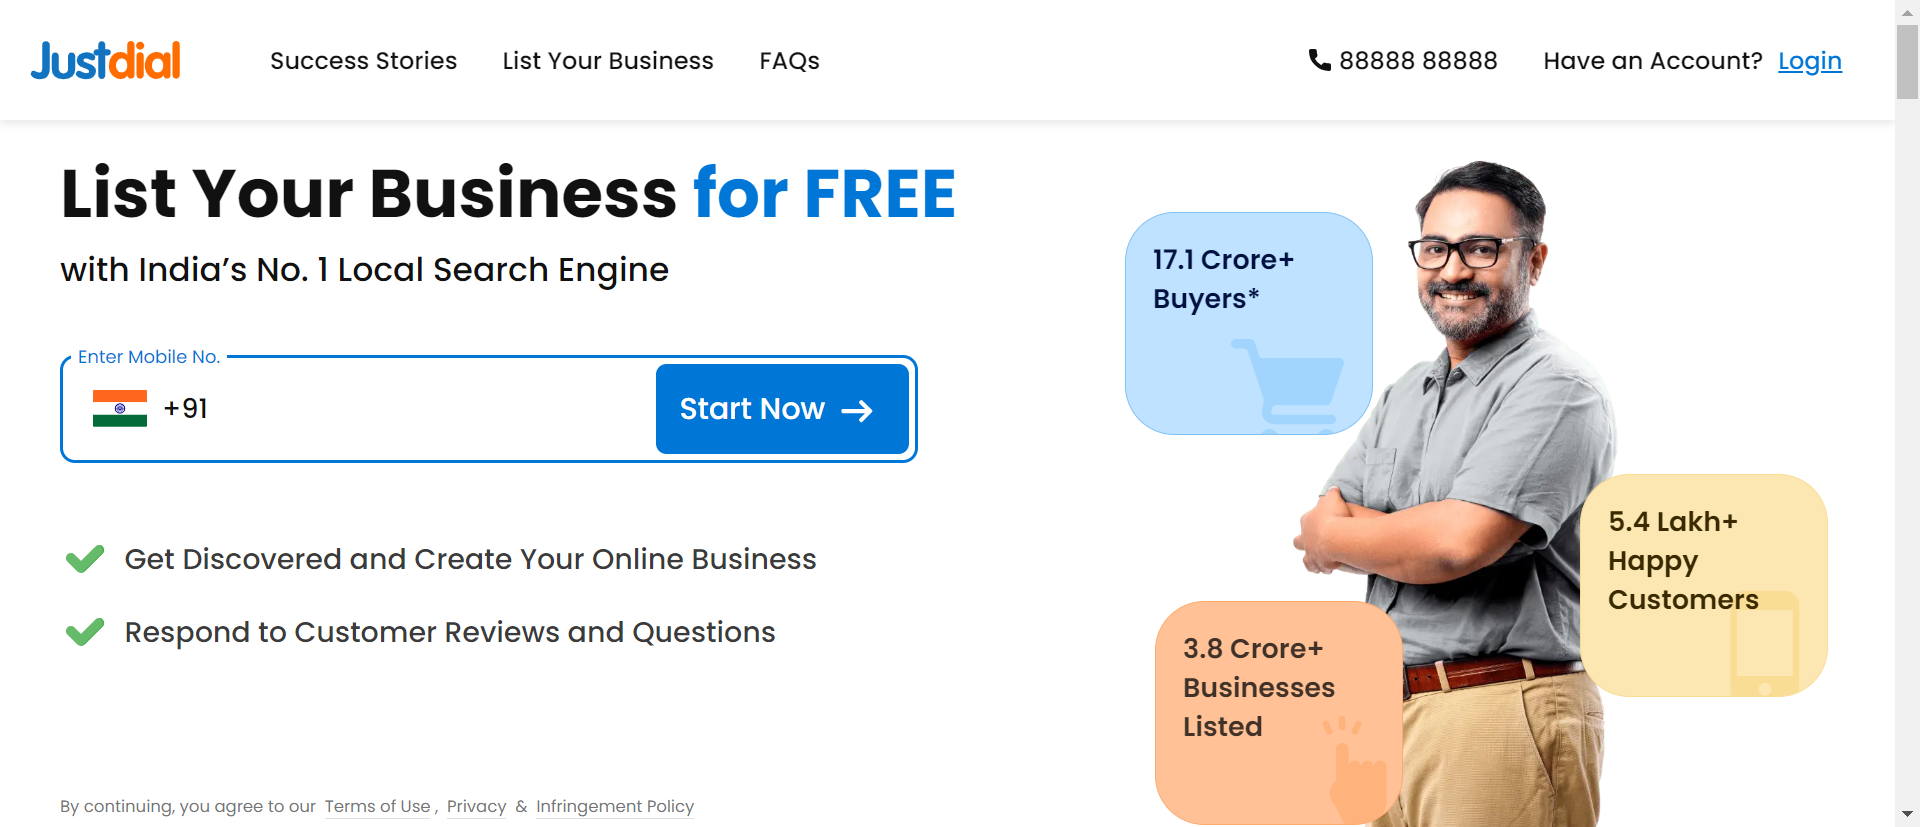 Justdial
Success Stories
List Your Business
FAQs
88888 88888
Have an Account? Login
List Your Business for FREE
with India’s No. 1 Local Search Engine
Enter Mobile No.
+91
Start Now
Get Discovered and Create Your Online Business
Respond to Customer Reviews and Questions
By continuing, you agree to our Terms of Use , Privacy & Infringement Policy
17.1 Crore+
Buyers*
5.4 Lakh+
Happy
Customers
3.8 Crore+
Businesses
Listed